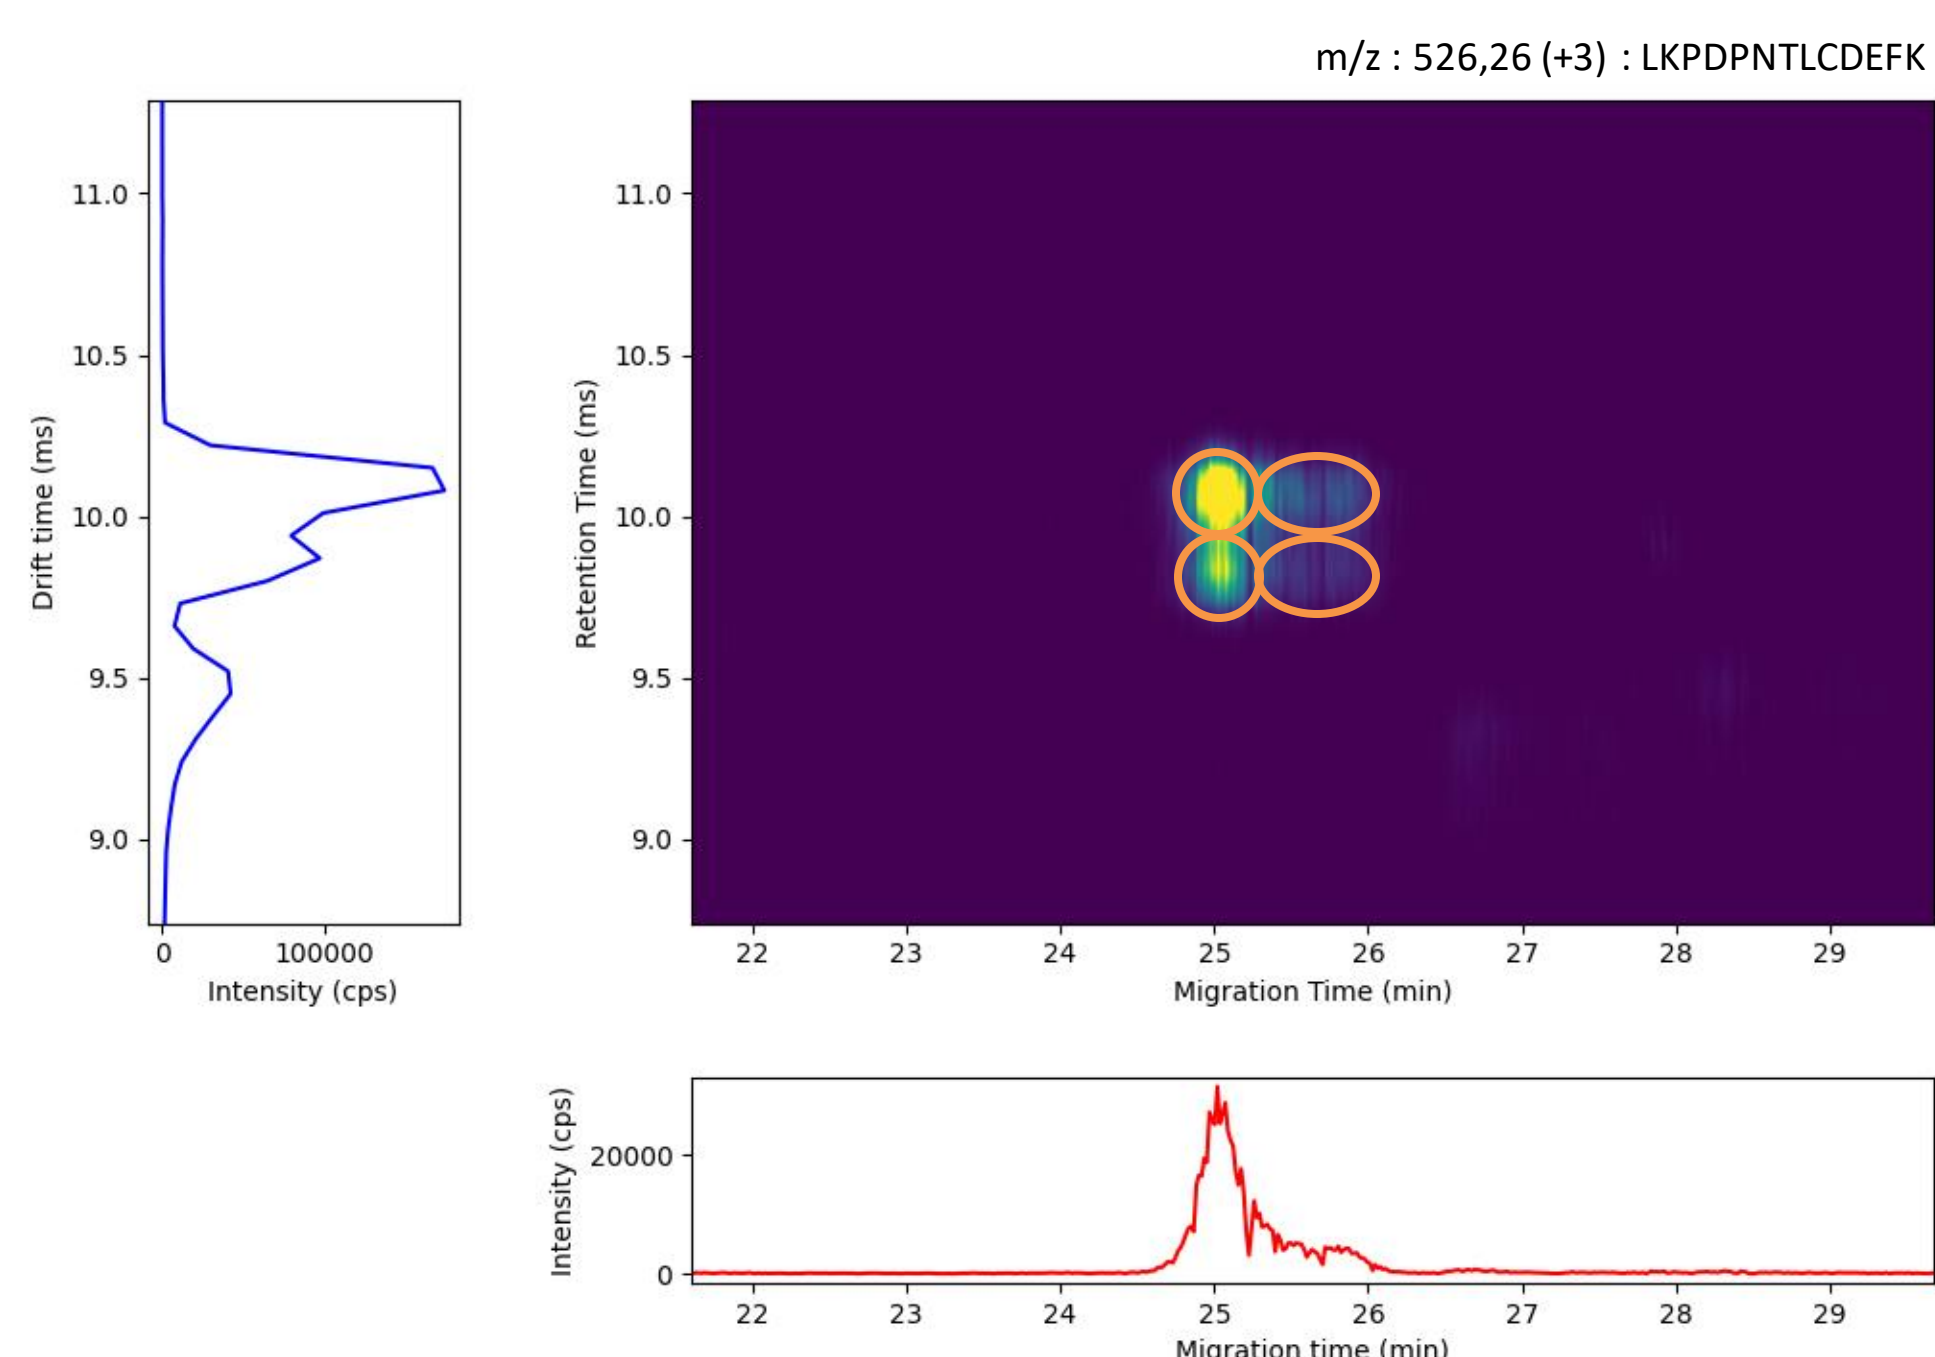 m/z : 526,26 (+3) : LKPDPNTLCDEFK
11.0
10.5
10.0
9.5
9.0
Drift time (ms)
0 100000
Intensity (cps)
11.0
10.5
10.0
9.5
9.0
Retention Time (ms)
22 23 24 25 26 27 28 29
Migration Time (min)
20000
0
Intensity (cps)
22 23 24 25 26 27 28 29
Migration time (min)